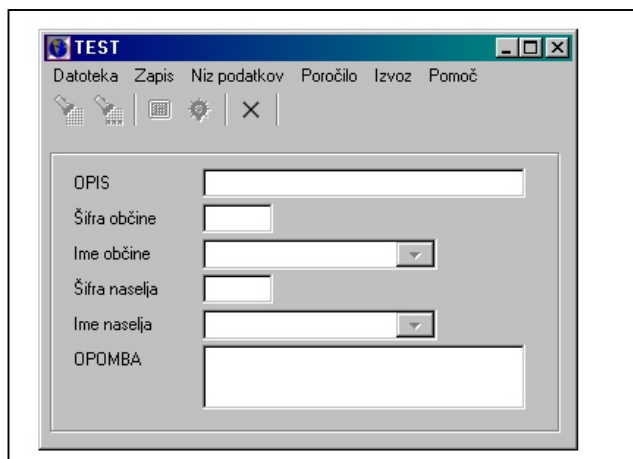 TEST
Datoteka Zapis Niz podatkov Poročilo Izvoz Pomoč
OPIS
Šifra občine
Ime občine
Šifra naselja
Ime naselja
OPOMBA